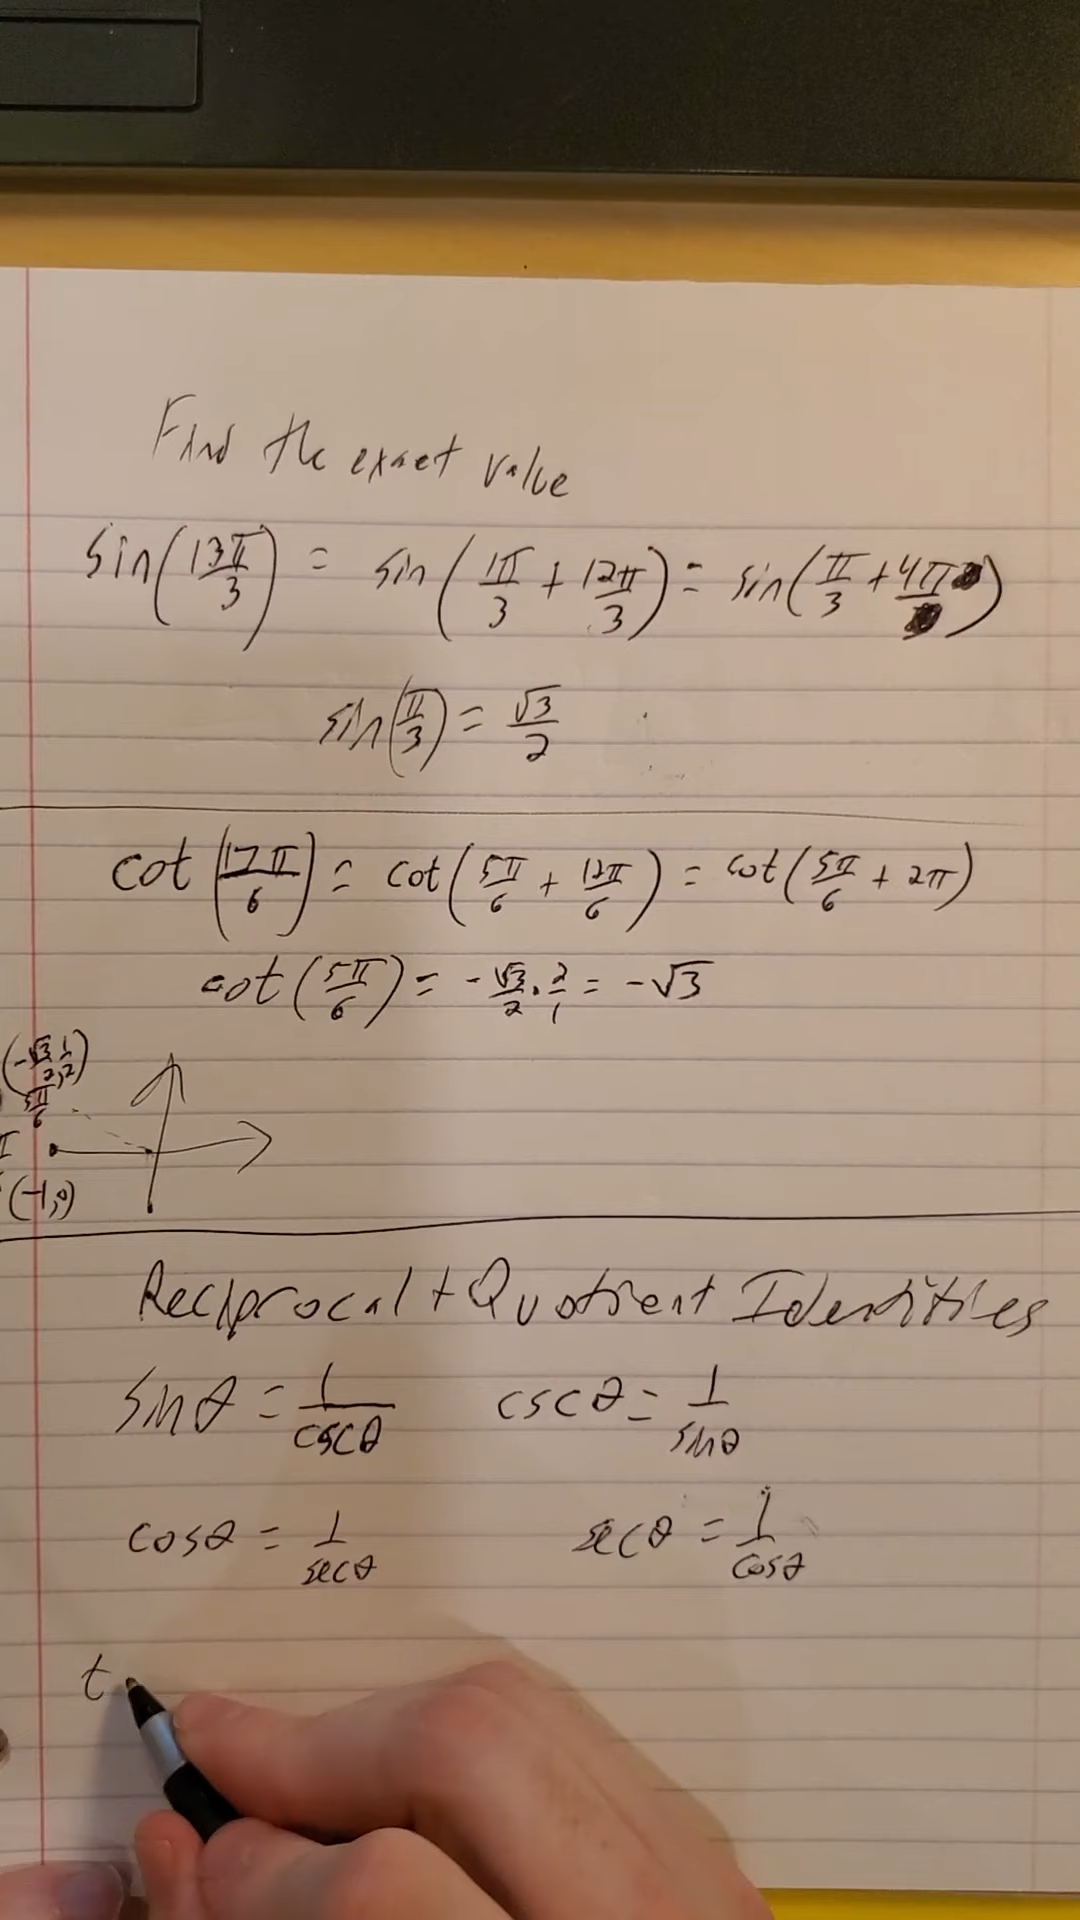 Find the exact value
sin(13π/3) = sin(1π/3 + 12π/3) = sin(π/3 + 4π)
sin(π/3) = √3/2
cot(17π/6) = cot(5π/6 + 12π/6) = cot(5π/6 + 2π)
cot(5π/6) = -√3/2 · 2/1 = -√3
(-√3/2, 1/2)
5π/6
π
(-1,0)
Reciprocal + Quotient Identities
sinθ = 1/cscθ cscθ = 1/sinθ
cosθ = 1/secθ secθ = 1/cosθ
t